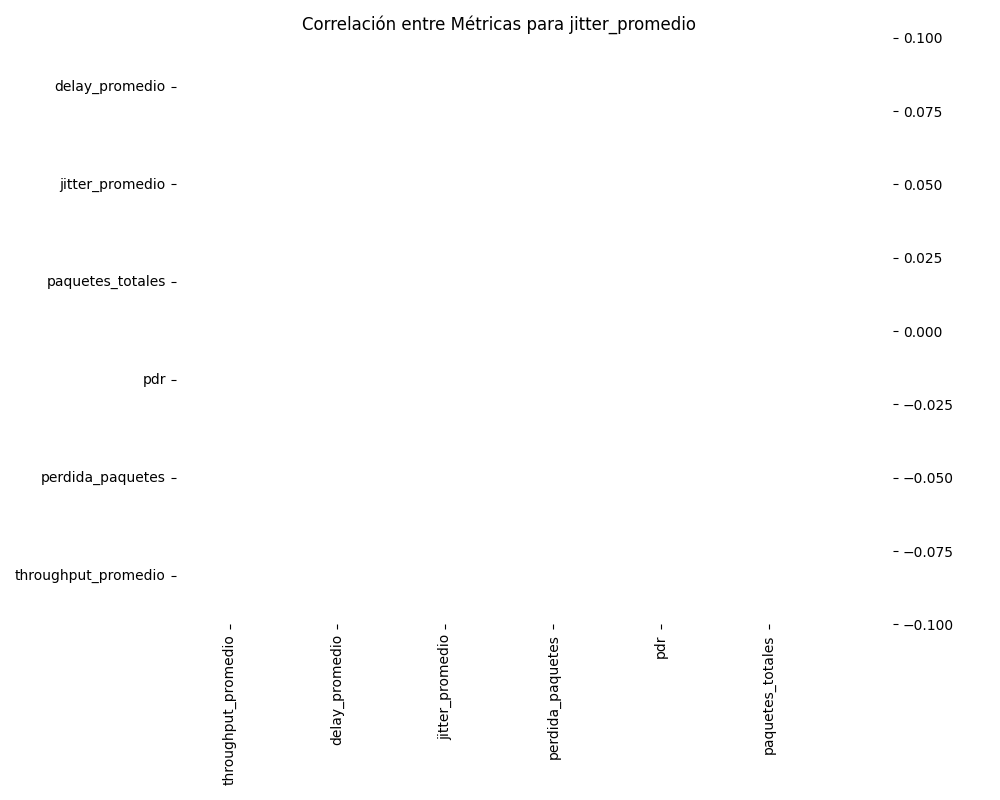 Correlación entre Métricas para jitter_promedio
delay_promedio
jitter_promedio
paquetes_totales
pdr
perdida_paquetes
throughput_promedio
throughput_promedio
delay_promedio
jitter_promedio
perdida_paquetes
pdr
paquetes_totales
0.100
0.075
0.050
0.025
0.000
−0.025
−0.050
−0.075
−0.100